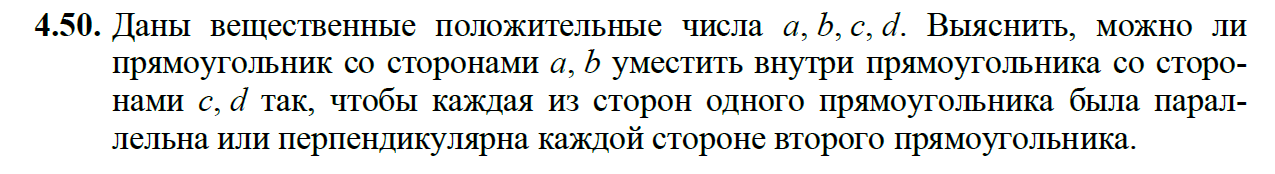 4.50. Даны вещественные положительные числа a, b, c, d. Выяснить, можно ли
прямоугольник со сторонами a, b уместить внутри прямоугольника со сторо-
нами c, d так, чтобы каждая из сторон одного прямоугольника была парал-
лельна или перпендикулярна каждой стороне второго прямоугольника.